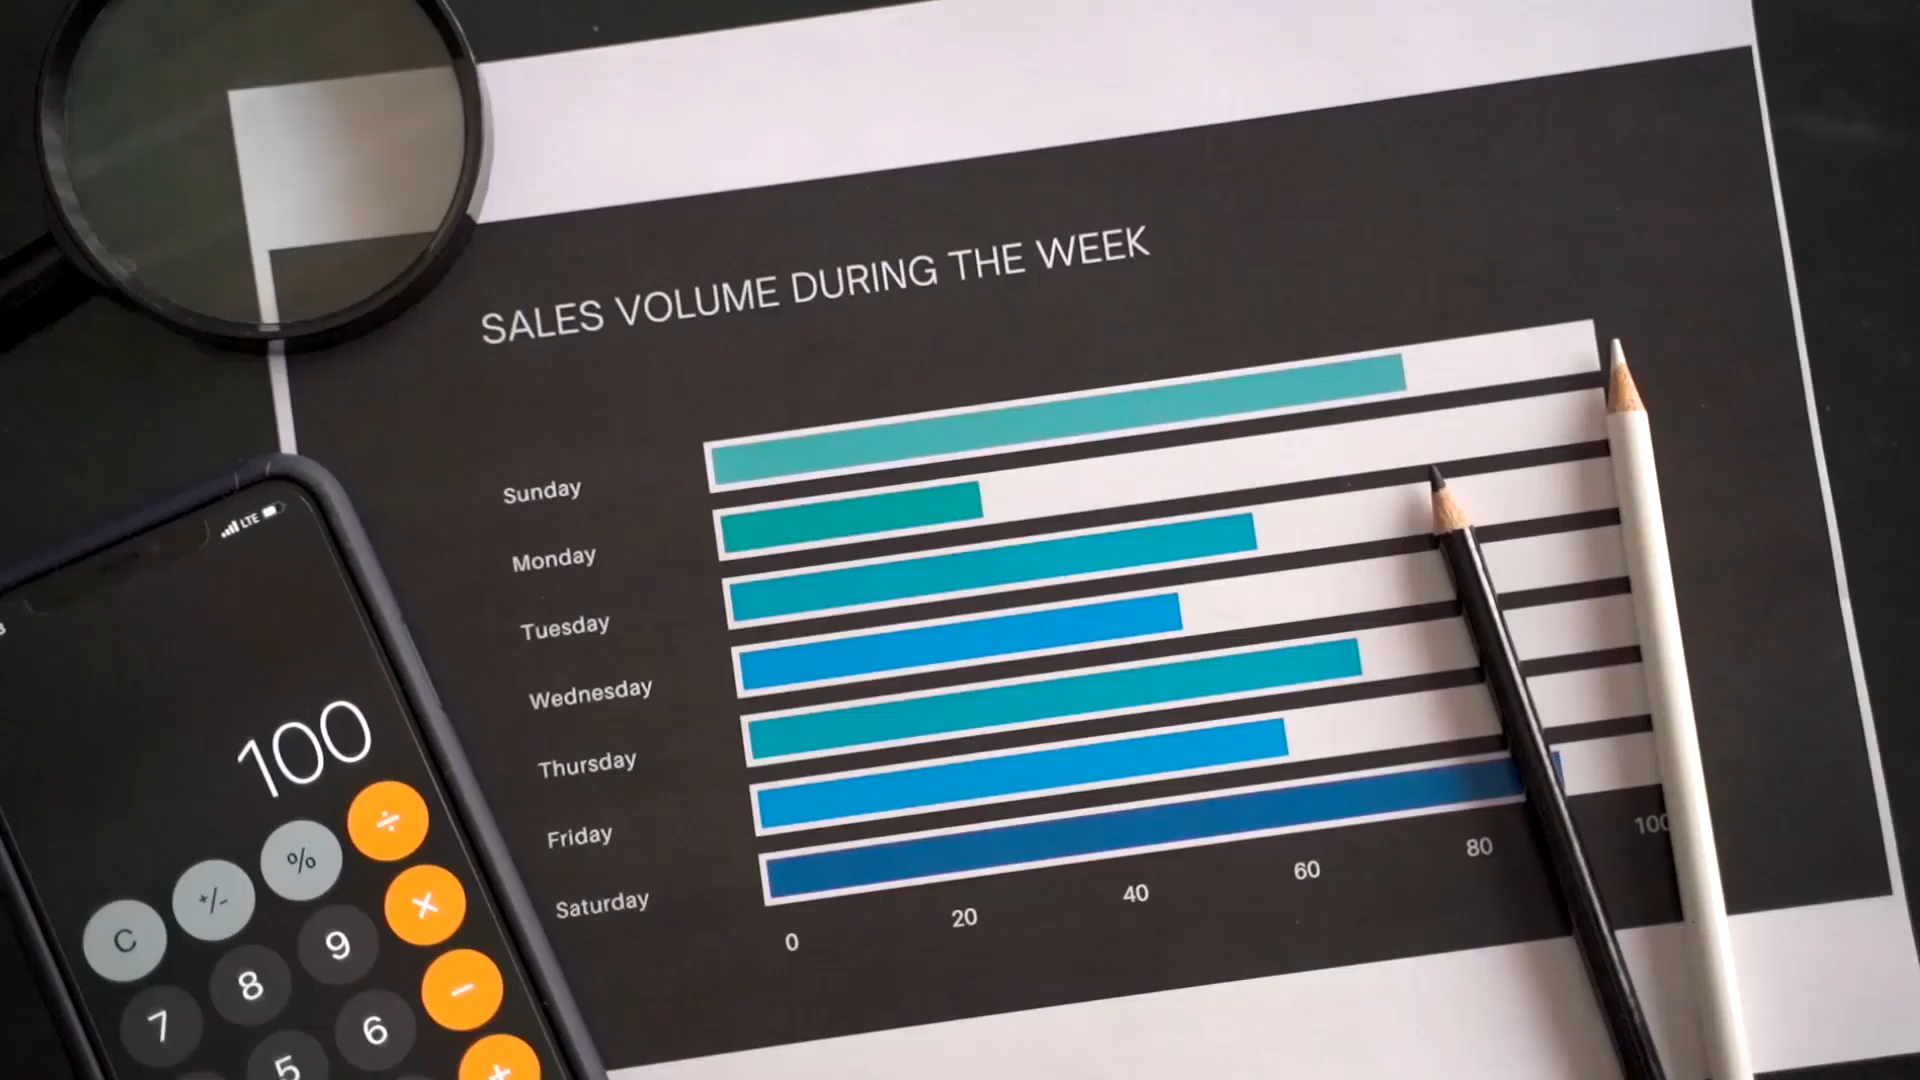 SALES VOLUME DURING THE WEEK
Sunday
Monday
Tuesday
Wednesday
Thursday
Friday
Saturday
0 20 40 60 80 100
LTE
100
C +/- % ÷
7 8 9 ×
5 6 −
+